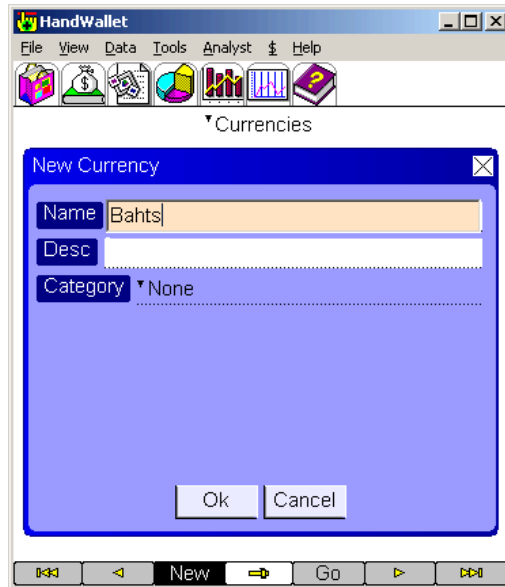 HandWallet
File View Data Tools Analyst $ Help
$ ?
Currencies
New Currency
Name Bahts
Desc
Category None
Ok Cancel
New Go